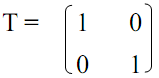 T = ( 1 0
0 1 )